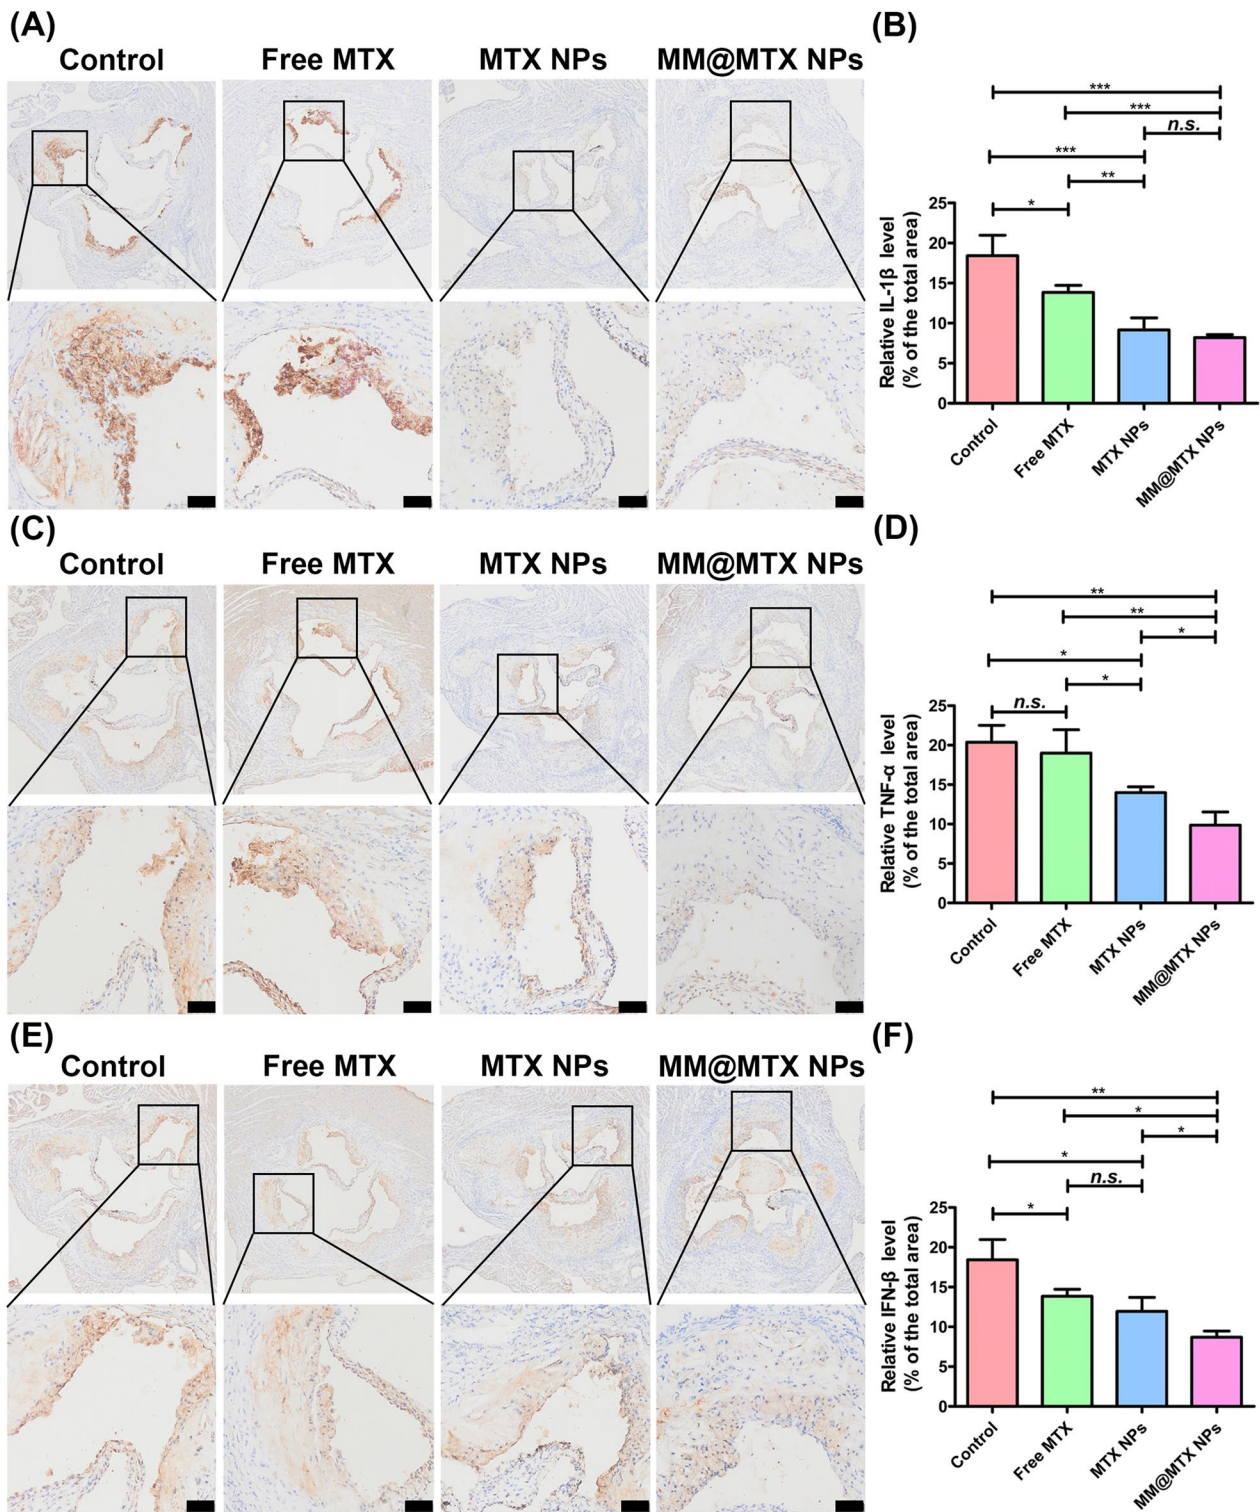 (A)
Control Free MTX MTX NPs MM@MTX NPs
(B)
***
***
n.s.
***
**
*
Relative IL-1β level
(% of the total area)
25
20
15
10
5
0
Control
Free MTX
MTX NPs
MM@MTX NPs
(C)
Control Free MTX MTX NPs MM@MTX NPs
(D)
**
**
*
*
*
n.s.
Relative TNF-α level
(% of the total area)
25
20
15
10
5
0
Control
Free MTX
MTX NPs
MM@MTX NPs
(E)
Control Free MTX MTX NPs MM@MTX NPs
(F)
**
*
*
*
n.s.
*
Relative IFN-β level
(% of the total area)
25
20
15
10
5
0
Control
Free MTX
MTX NPs
MM@MTX NPs